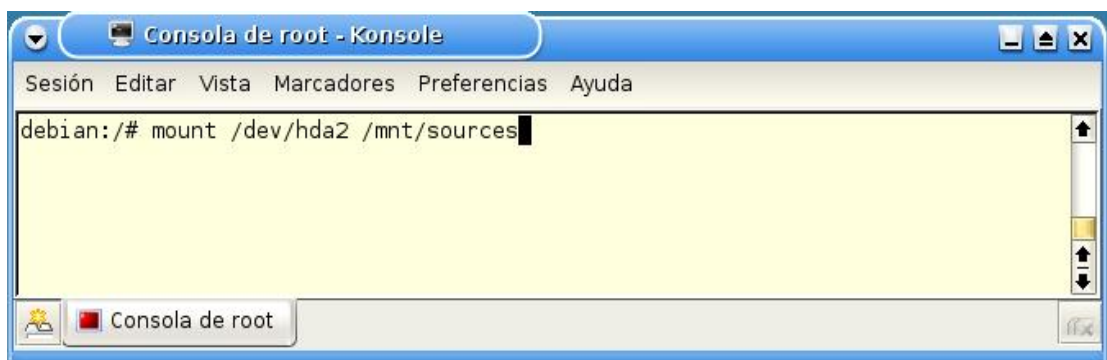 Consola de root - Konsole
Sesión Editar Vista Marcadores Preferencias Ayuda
debian:/# mount /dev/hda2 /mnt/sources
Consola de root